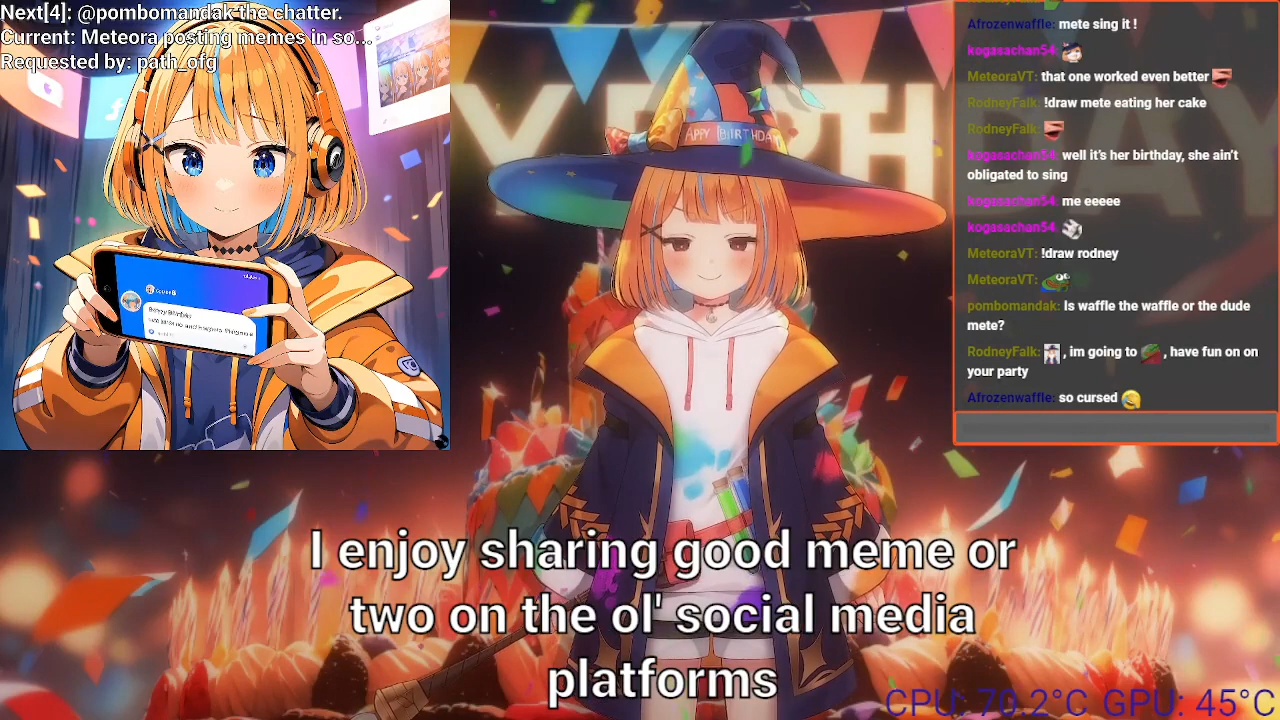 Next[4]: @pombomandak the chatter.
Current: Meteora posting memes in so...
Requested by: path_ofg
Afrozenwaffle: mete sing it !
kogasachan54:
MeteoraVT: that one worked even better
RodneyFalk: !draw mete eating her cake
RodneyFalk:
kogasachan54: well it's her birthday, she ain't
obligated to sing
kogasachan54: me eeeee
kogasachan54:
MeteoraVT: !draw rodney
MeteoraVT:
pombomandak: Is waffle the waffle or the dude
mete?
RodneyFalk: , im going to , have fun on on
your party
Afrozenwaffle: so cursed
APPY BIRTHDAY
I enjoy sharing good meme or
two on the ol' social media
platforms
CPU: 70.2°C GPU: 45°C